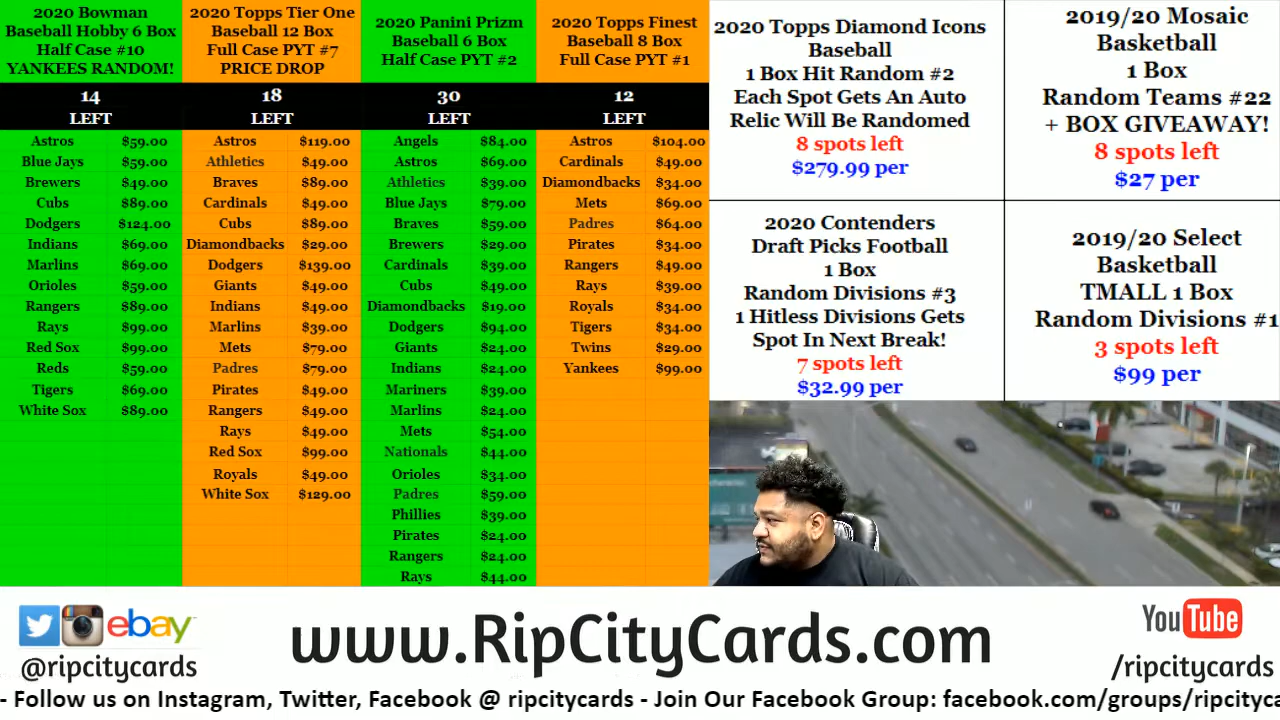 2020 Bowman
Baseball Hobby 6 Box
Half Case #10
YANKEES RANDOM!
14
LEFT
Astros $59.00
Blue Jays $59.00
Brewers $49.00
Cubs $89.00
Dodgers $124.00
Indians $69.00
Marlins $69.00
Orioles $59.00
Rangers $89.00
Rays $99.00
Red Sox $99.00
Reds $59.00
Tigers $69.00
White Sox $89.00
2020 Topps Tier One
Baseball 12 Box
Full Case PYT #7
PRICE DROP
18
LEFT
Astros $119.00
Athletics $49.00
Braves $89.00
Cardinals $49.00
Cubs $89.00
Diamondbacks $29.00
Dodgers $139.00
Giants $49.00
Indians $49.00
Marlins $39.00
Mets $79.00
Padres $79.00
Pirates $49.00
Rangers $49.00
Rays $49.00
Red Sox $99.00
Royals $49.00
White Sox $129.00
2020 Panini Prizm
Baseball 6 Box
Half Case PYT #2
30
LEFT
Angels $84.00
Astros $69.00
Athletics $39.00
Blue Jays $79.00
Braves $59.00
Brewers $29.00
Cardinals $39.00
Cubs $49.00
Diamondbacks $19.00
Dodgers $94.00
Giants $24.00
Indians $24.00
Mariners $39.00
Marlins $24.00
Mets $54.00
Nationals $44.00
Orioles $34.00
Padres $59.00
Phillies $39.00
Pirates $24.00
Rangers $24.00
Rays $44.00
2020 Topps Finest
Baseball 8 Box
Full Case PYT #1
12
LEFT
Astros $104.00
Cardinals $49.00
Diamondbacks $34.00
Mets $69.00
Padres $64.00
Pirates $34.00
Rangers $49.00
Rays $39.00
Royals $34.00
Tigers $34.00
Twins $29.00
Yankees $99.00
2020 Topps Diamond Icons
Baseball
1 Box Hit Random #2
Each Spot Gets An Auto
Relic Will Be Randomed
8 spots left
$279.99 per
2019/20 Mosaic
Basketball
1 Box
Random Teams #22
+ BOX GIVEAWAY!
8 spots left
$27 per
2020 Contenders
Draft Picks Football
1 Box
Random Divisions #3
1 Hitless Divisions Gets
Spot In Next Break!
7 spots left
$32.99 per
2019/20 Select
Basketball
TMALL 1 Box
Random Divisions #1
3 spots left
$99 per
ebay
@ripcitycards
www.RipCityCards.com
YouTube
/ripcitycards
- Follow us on Instagram, Twitter, Facebook @ ripcitycards - Join Our Facebook Group: facebook.com/groups/ripcityca